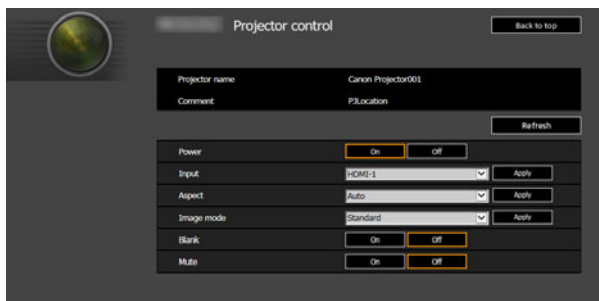 Projector control Back to top
Projector name Canon Projector001
Comment PJLocation
Refresh
Power On Off
Input HDMI-1 Apply
Aspect Auto Apply
Image mode Standard Apply
Blank On Off
Mute On Off